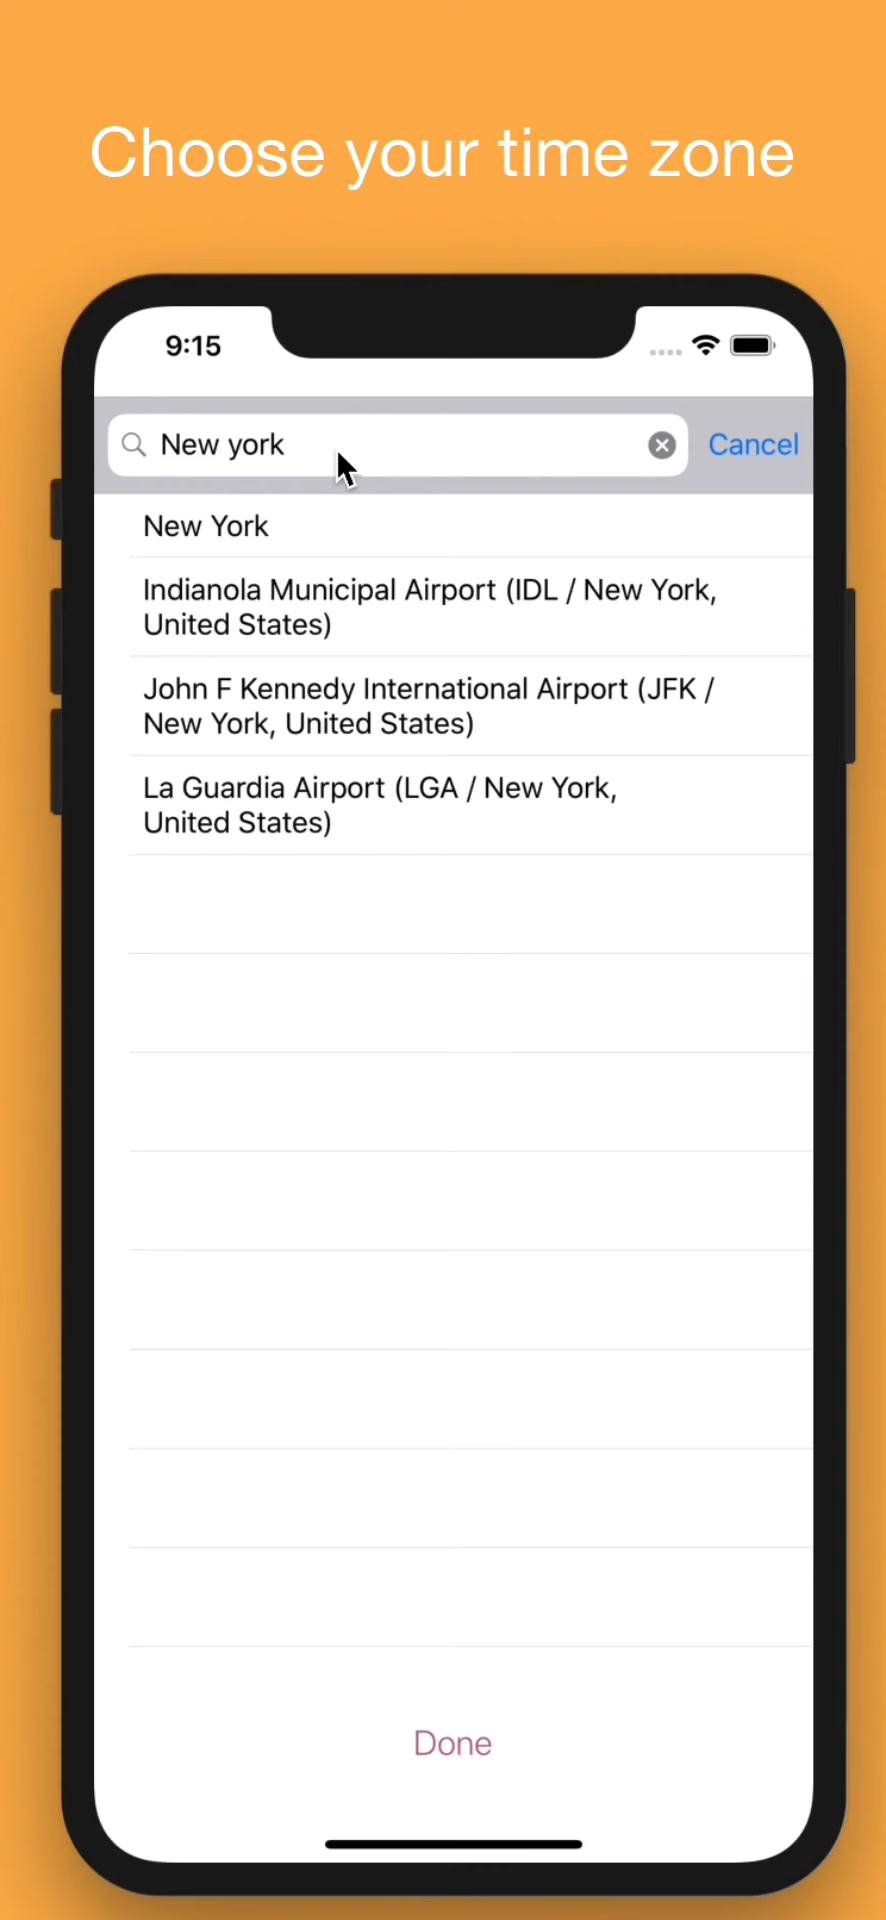 Choose your time zone
9:15
New york
Cancel
New York
Indianola Municipal Airport (IDL / New York,
United States)
John F Kennedy International Airport (JFK /
New York, United States)
La Guardia Airport (LGA / New York,
United States)
Done